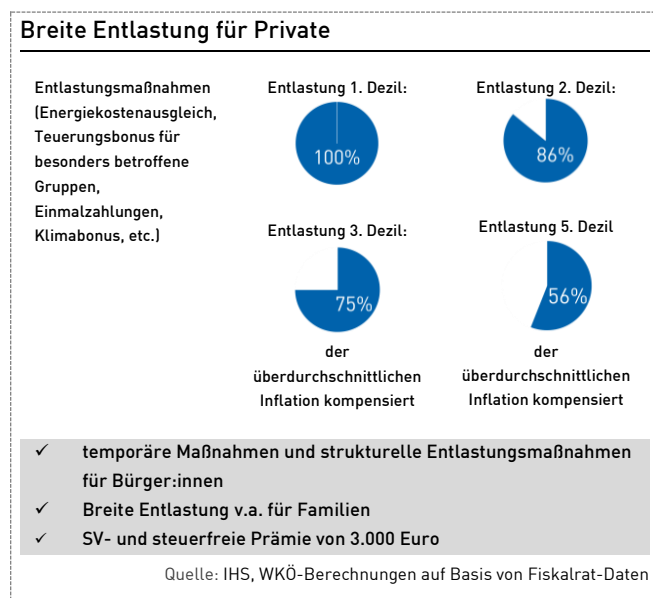 Breite Entlastung für Private
Entlastungsmaßnahmen
(Energiekostenausgleich,
Teuerungsbonus für
besonders betroffene
Gruppen,
Einmalzahlungen,
Klimabonus, etc.)
Entlastung 1. Dezil:
100%
Entlastung 2. Dezil:
86%
Entlastung 3. Dezil:
75%
der
überdurchschnittlichen
Inflation kompensiert
Entlastung 5. Dezil
56%
der
überdurchschnittlichen
Inflation kompensiert
✓ temporäre Maßnahmen und strukturelle Entlastungsmaßnahmen
für Bürger:innen
✓ Breite Entlastung v.a. für Familien
✓ SV- und steuerfreie Prämie von 3.000 Euro
Quelle: IHS, WKÖ-Berechnungen auf Basis von Fiskalrat-Daten